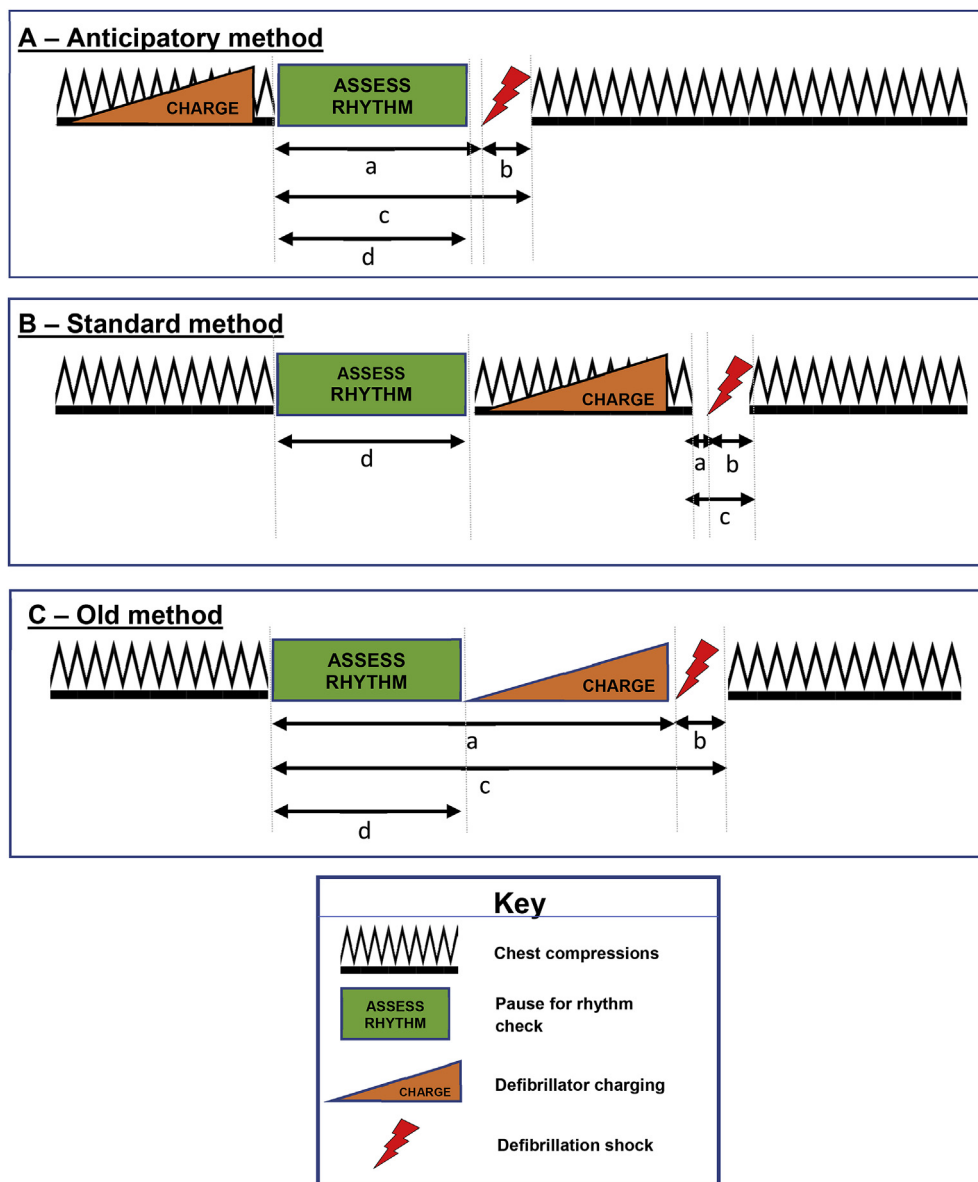 A – Anticipatory method
CHARGE
ASSESS
RHYTHM
a
b
c
d
B – Standard method
ASSESS
RHYTHM
CHARGE
d
a
b
c
C – Old method
ASSESS
RHYTHM
CHARGE
a
b
c
d
Key
Chest compressions
ASSESS
RHYTHM
Pause for rhythm
check
CHARGE
Defibrillator charging
Defibrillation shock